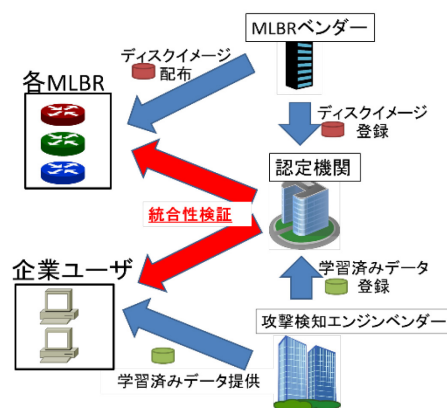 MLBRベンダー
ディスクイメージ
配布
各MLBR
ディスクイメージ
登録
認定機関
統合性検証
企業ユーザ
学習済みデータ
登録
攻撃検知エンジンベンダー
学習済みデータ提供